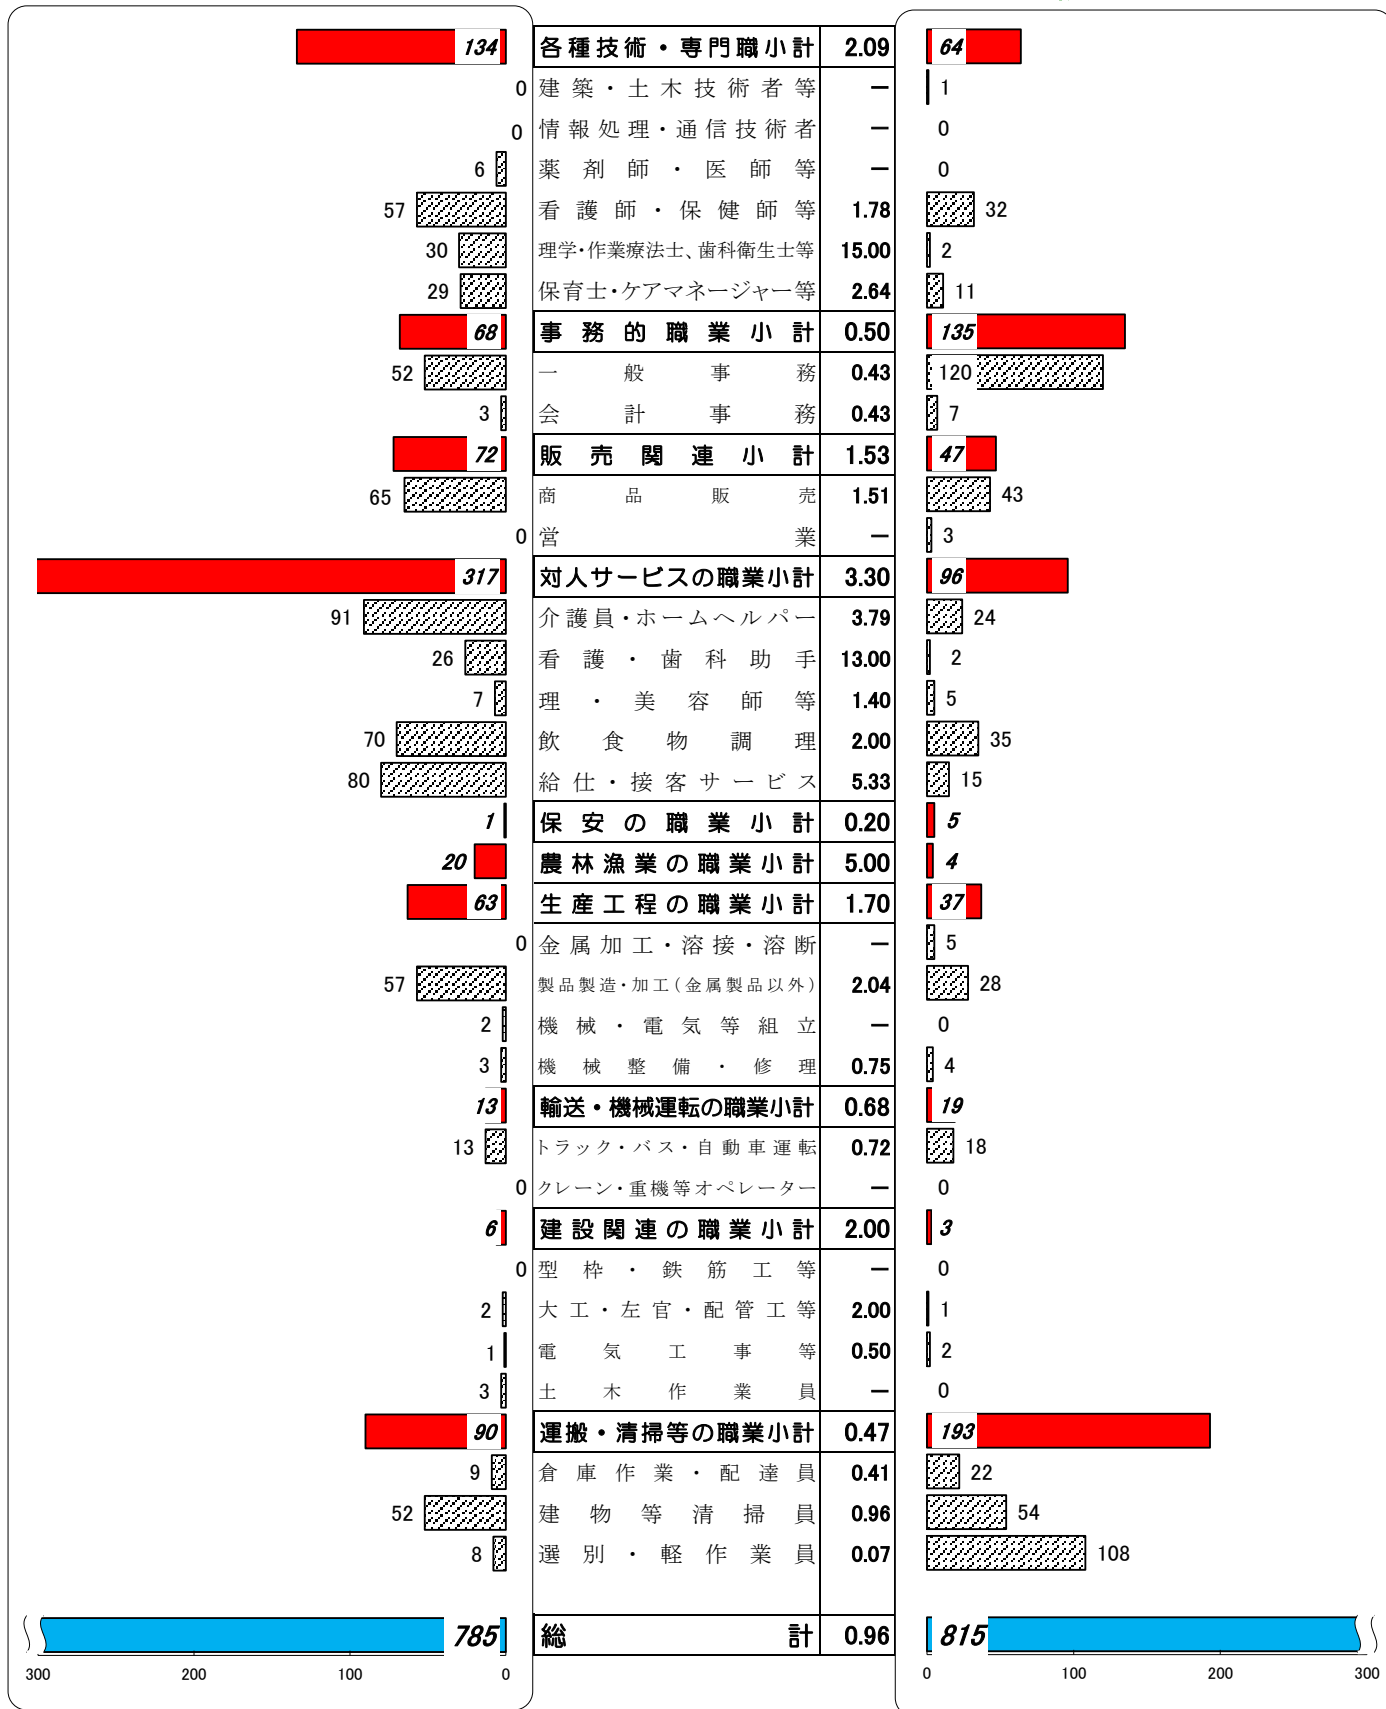 134 各種技術・専門職小計 2.09 64
0 建築・土木技術者等 － 1
0 情報処理・通信技術者 － 0
6 薬剤師・医師等 － 0
57 看護師・保健師等 1.78 32
30 理学・作業療法士、歯科衛生士等 15.00 2
29 保育士・ケアマネージャー等 2.64 11
68 事務的職業小計 0.50 135
52 一般事務 0.43 120
3 会計事務 0.43 7
72 販売関連小計 1.53 47
65 商品販売 1.51 43
0 営業 － 3
317 対人サービスの職業小計 3.30 96
91 介護員・ホームヘルパー 3.79 24
26 看護・歯科助手 13.00 2
7 理・美容師等 1.40 5
70 飲食物調理 2.00 35
80 給仕・接客サービス 5.33 15
1 保安の職業小計 0.20 5
20 農林漁業の職業小計 5.00 4
63 生産工程の職業小計 1.70 37
0 金属加工・溶接・溶断 － 5
57 製品製造・加工(金属製品以外) 2.04 28
2 機械・電気等組立 － 0
3 機械整備・修理 0.75 4
13 輸送・機械運転の職業小計 0.68 19
13 トラック・バス・自動車運転 0.72 18
0 クレーン・重機等オペレーター － 0
6 建設関連の職業小計 2.00 3
0 型枠・鉄筋工等 － 0
2 大工・左官・配管工等 2.00 1
1 電気工事等 0.50 2
3 土木作業員 － 0
90 運搬・清掃等の職業小計 0.47 193
9 倉庫作業・配達員 0.41 22
52 建物等清掃員 0.96 54
8 選別・軽作業員 0.07 108
785 総計 0.96 815
300 200 100 0 0 100 200 300